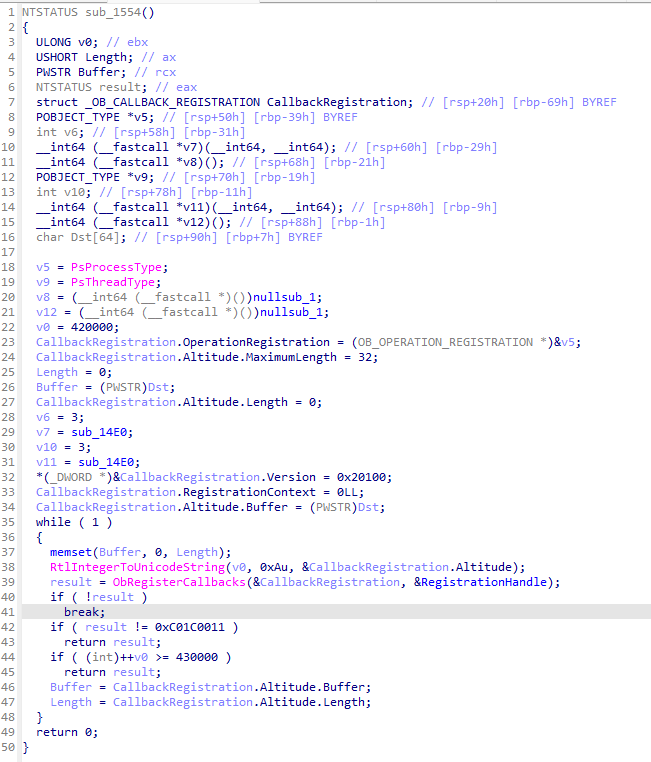 1 NTSTATUS sub_1554()
2 {
3 ULONG v0; // ebx
4 USHORT Length; // ax
5 PWSTR Buffer; // rcx
6 NTSTATUS result; // eax
7 struct _OB_CALLBACK_REGISTRATION CallbackRegistration; // [rsp+20h] [rbp-69h] BYREF
8 POBJECT_TYPE *v5; // [rsp+50h] [rbp-39h] BYREF
9 int v6; // [rsp+58h] [rbp-31h]
10 __int64 (__fastcall *v7)(__int64, __int64); // [rsp+60h] [rbp-29h]
11 __int64 (__fastcall *v8)(); // [rsp+68h] [rbp-21h]
12 POBJECT_TYPE *v9; // [rsp+70h] [rbp-19h]
13 int v10; // [rsp+78h] [rbp-11h]
14 __int64 (__fastcall *v11)(__int64, __int64); // [rsp+80h] [rbp-9h]
15 __int64 (__fastcall *v12)(); // [rsp+88h] [rbp-1h]
16 char Dst[64]; // [rsp+90h] [rbp+7h] BYREF
17
18 v5 = PsProcessType;
19 v9 = PsThreadType;
20 v8 = (__int64 (__fastcall *)())nullsub_1;
21 v12 = (__int64 (__fastcall *)())nullsub_1;
22 v0 = 420000;
23 CallbackRegistration.OperationRegistration = (OB_OPERATION_REGISTRATION *)&v5;
24 CallbackRegistration.Altitude.MaximumLength = 32;
25 Length = 0;
26 Buffer = (PWSTR)Dst;
27 CallbackRegistration.Altitude.Length = 0;
28 v6 = 3;
29 v7 = sub_14E0;
30 v10 = 3;
31 v11 = sub_14E0;
32 *(_DWORD *)&CallbackRegistration.Version = 0x20100;
33 CallbackRegistration.RegistrationContext = 0LL;
34 CallbackRegistration.Altitude.Buffer = (PWSTR)Dst;
35 while ( 1 )
36 {
37 memset(Buffer, 0, Length);
38 RtlIntegerToUnicodeString(v0, 0xAu, &CallbackRegistration.Altitude);
39 result = ObRegisterCallbacks(&CallbackRegistration, &RegistrationHandle);
40 if ( !result )
41 break;
42 if ( result != 0xC01C0011 )
43 return result;
44 if ( (int)++v0 >= 430000 )
45 return result;
46 Buffer = CallbackRegistration.Altitude.Buffer;
47 Length = CallbackRegistration.Altitude.Length;
48 }
49 return 0;
50 }